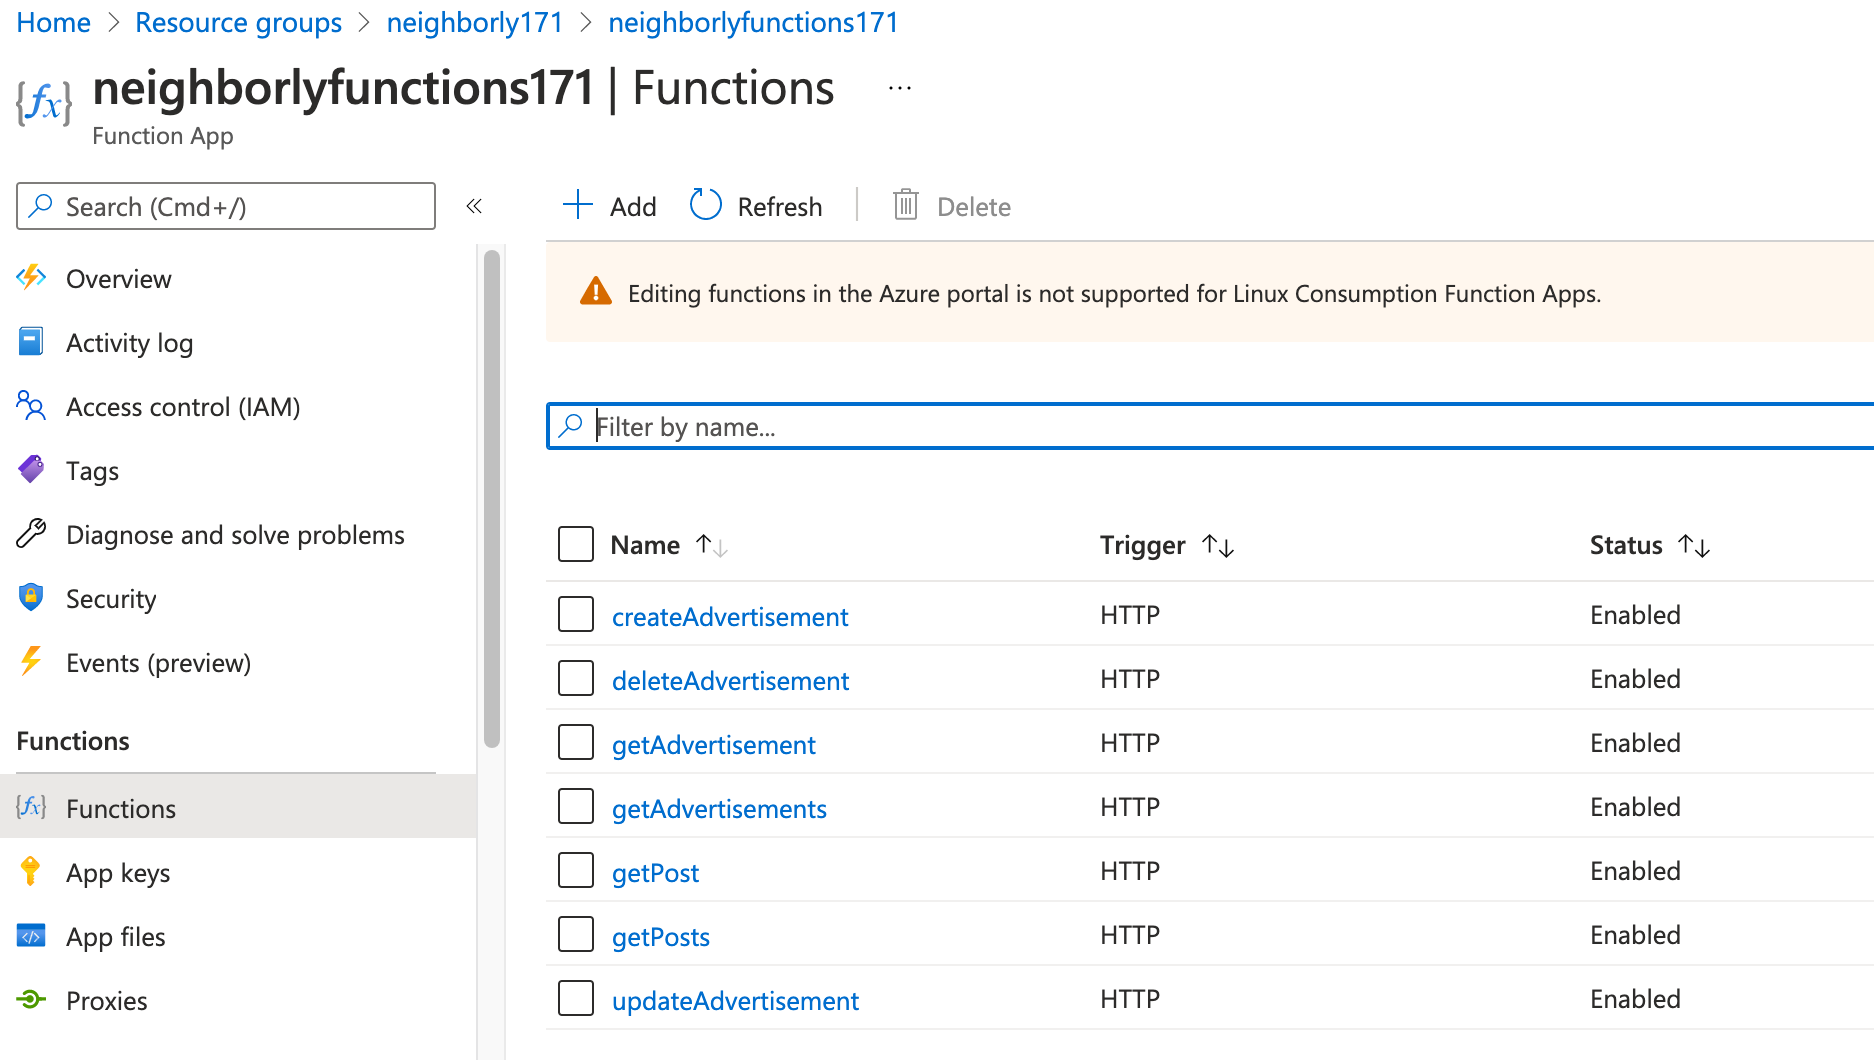 Home > Resource groups > neighborly171 > neighborlyfunctions171
neighborlyfunctions171 | Functions ...
Function App
Search (Cmd+/)
«
Add
Refresh
Delete
Overview
Activity log
Access control (IAM)
Tags
Diagnose and solve problems
Security
Events (preview)
Functions
Functions
App keys
App files
Proxies
Editing functions in the Azure portal is not supported for Linux Consumption Function Apps.
Filter by name...
Name ↑↓ Trigger ↑↓ Status ↑↓
createAdvertisement HTTP Enabled
deleteAdvertisement HTTP Enabled
getAdvertisement HTTP Enabled
getAdvertisements HTTP Enabled
getPost HTTP Enabled
getPosts HTTP Enabled
updateAdvertisement HTTP Enabled